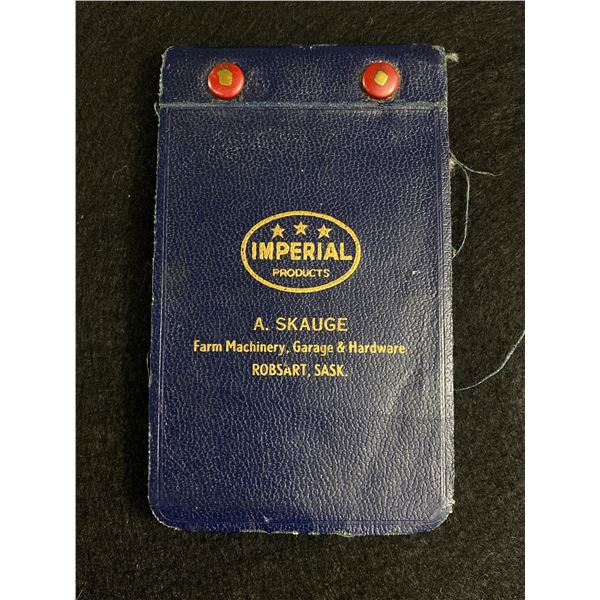 IMPERIAL
PRODUCTS
A. SKAUGE
Farm Machinery, Garage & Hardware
ROBSART, SASK.